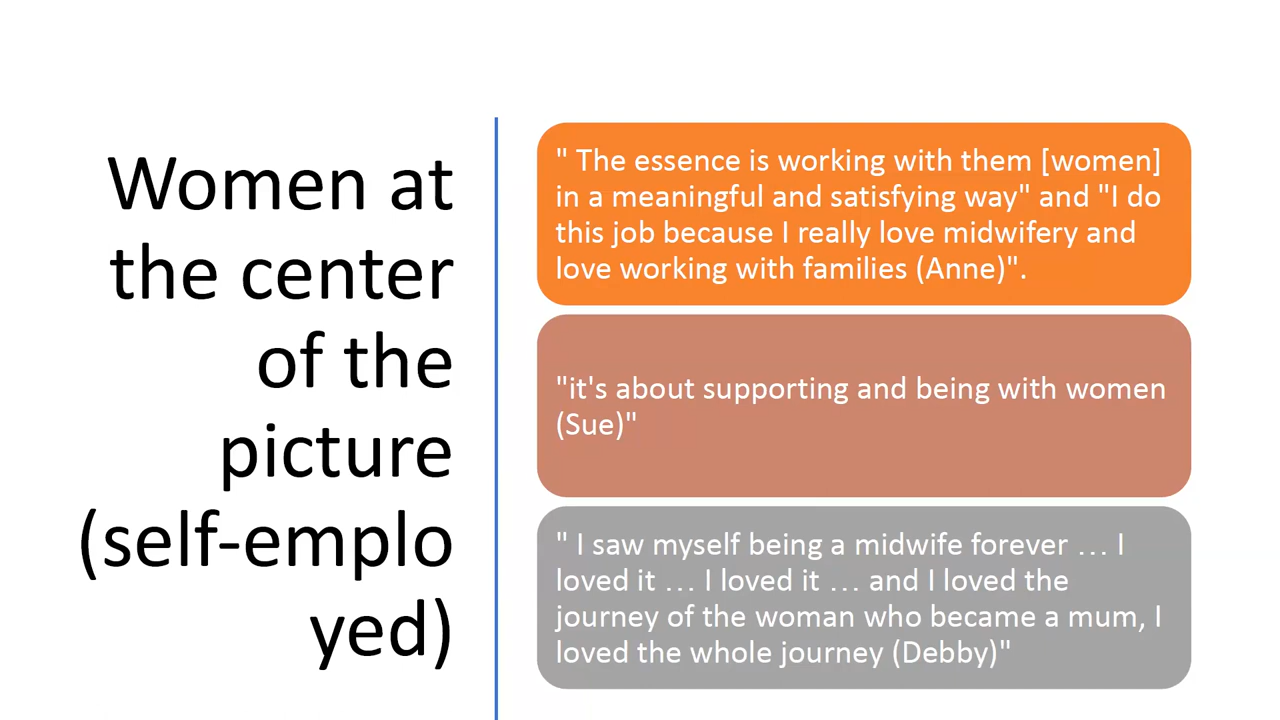 Women at
the center
of the
picture
(self-emplo
yed)
" The essence is working with them [women]
in a meaningful and satisfying way" and "I do
this job because I really love midwifery and
love working with families (Anne)".
"it's about supporting and being with women
(Sue)"
" I saw myself being a midwife forever … I
loved it … I loved it … and I loved the
journey of the woman who became a mum, I
loved the whole journey (Debby)"